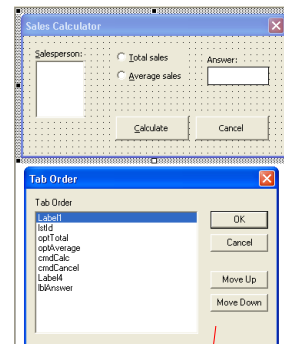 Sales Calculator
Salesperson:
Total sales
Average sales
Answer:
Calculate
Cancel
Tab Order
Tab Order
Label1
lstId
optTotal
optAverage
cmdCalc
cmdCancel
Label4
lblAnswer
OK
Cancel
Move Up
Move Down